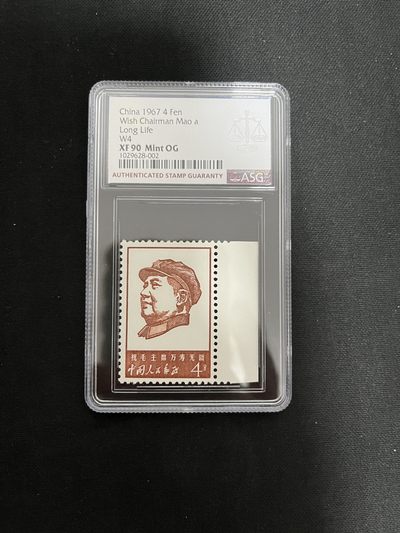 China 1967 4 Fen
Wish Chairman Mao a
Long Life
W4
XF 90 Mint OG
1029628-002
AUTHENTICATED STAMP GUARANTY
ASG
祝毛主席万寿无疆
中国人民邮政
4分